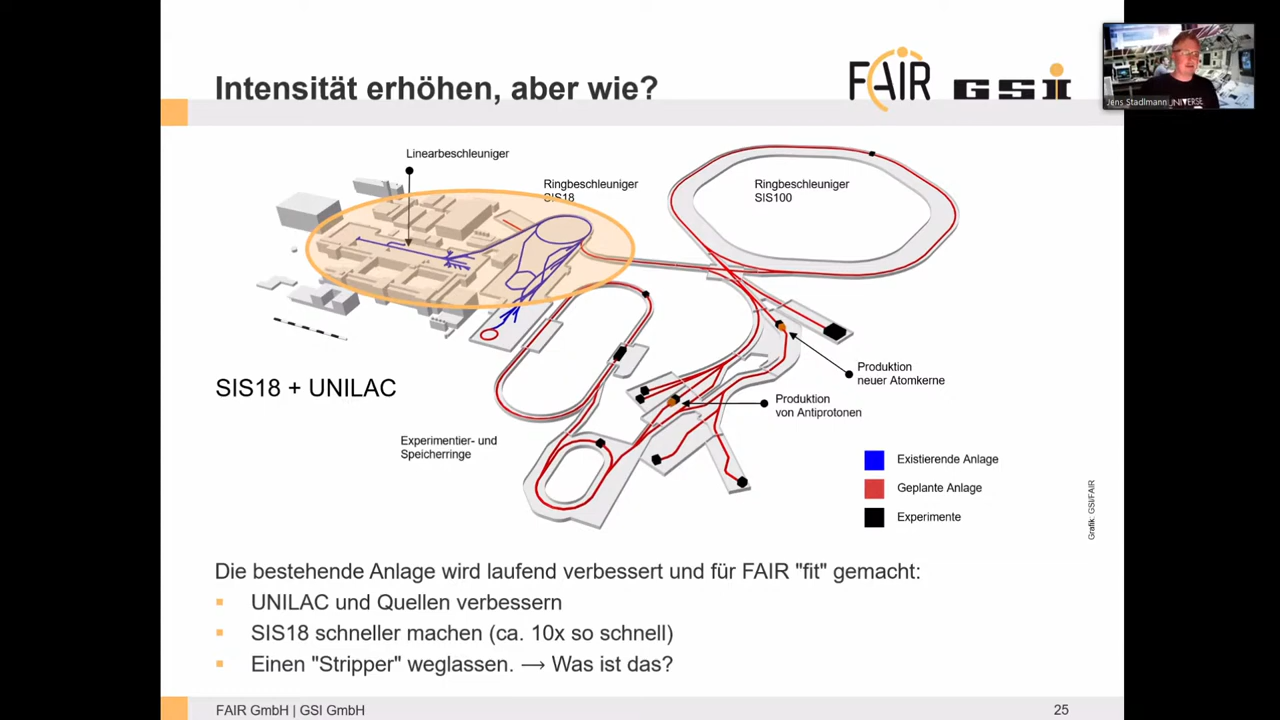 Intensität erhöhen, aber wie?
FAIR GSI
Jens Stadlmann
UNIVERSE
Linearbeschleuniger
Ringbeschleuniger
SIS18
Ringbeschleuniger
SIS100
SIS18 + UNILAC
Produktion
neuer Atomkerne
Produktion
von Antiprotonen
Experimentier- und
Speicherringe
Existierende Anlage
Geplante Anlage
Experimente
Grafik: GSI/FAIR
Die bestehende Anlage wird laufend verbessert und für FAIR "fit" gemacht:
▪ UNILAC und Quellen verbessern
▪ SIS18 schneller machen (ca. 10x so schnell)
▪ Einen "Stripper" weglassen. → Was ist das?
FAIR GmbH | GSI GmbH
25